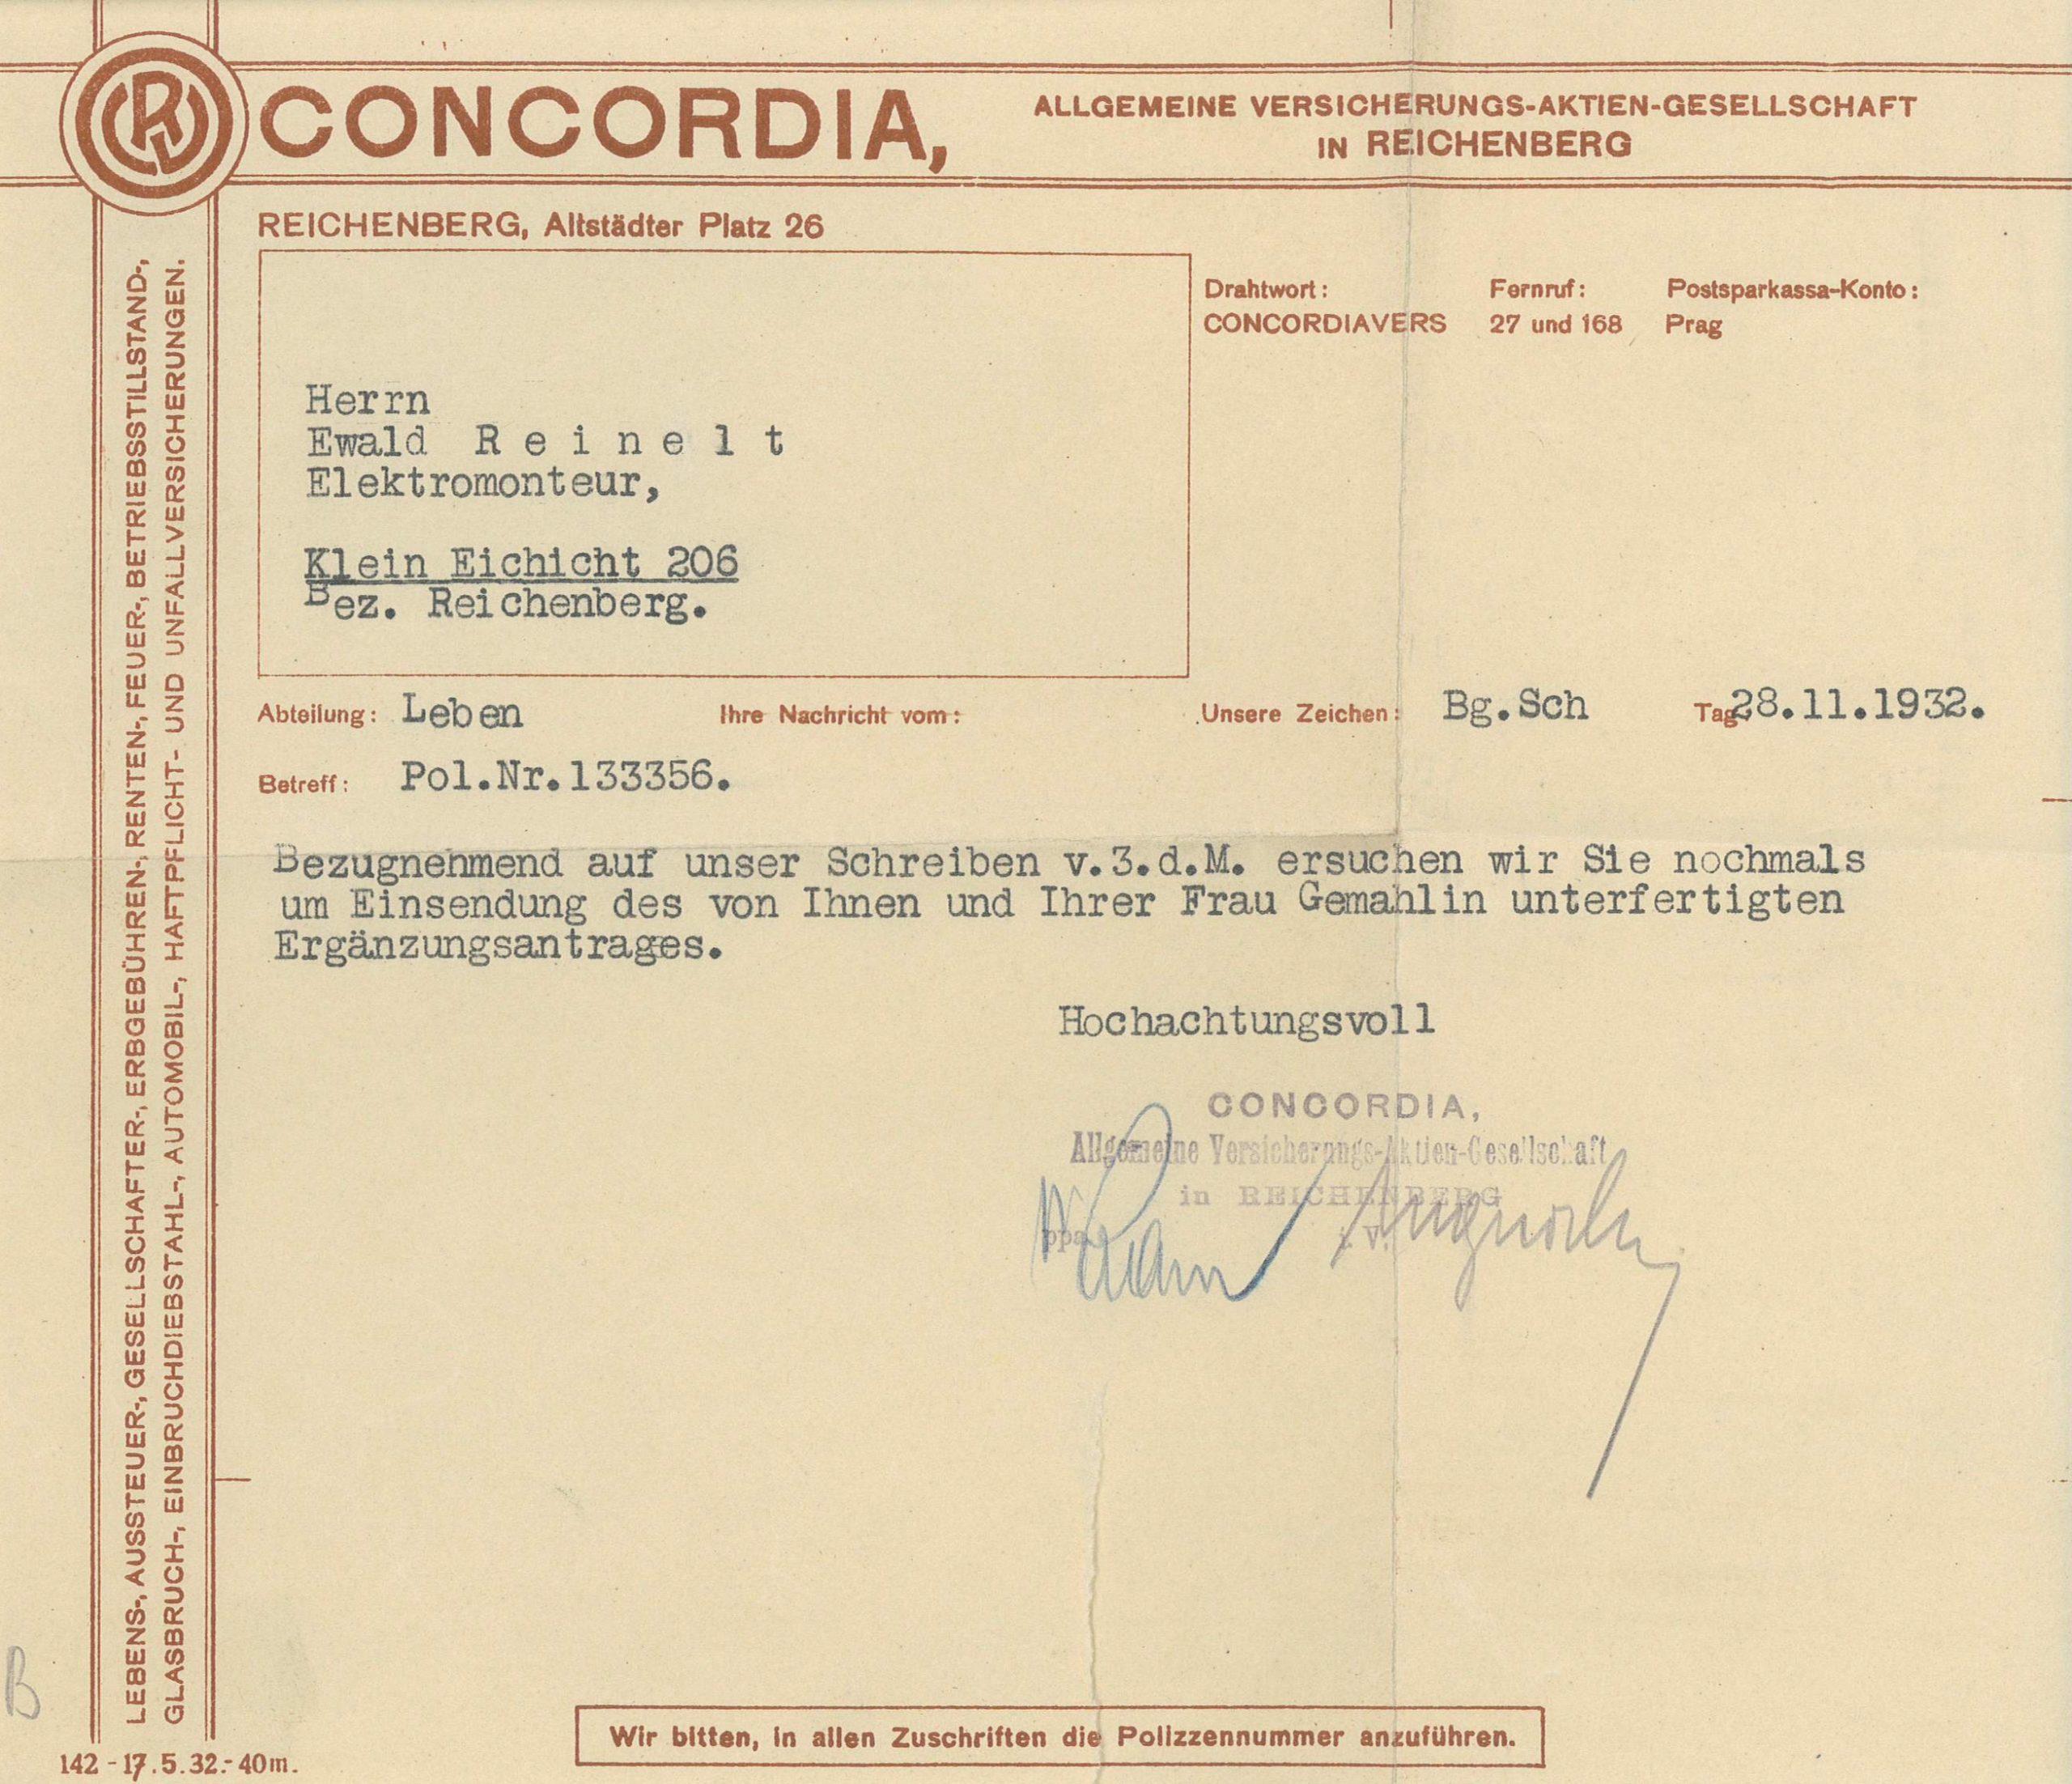 CONCORDIA,
ALLGEMEINE VERSICHERUNGS-AKTIEN-GESELLSCHAFT
IN REICHENBERG
REICHENBERG, Altstädter Platz 26
Drahtwort: Fernruf: Postsparkassa-Konto:
CONCORDIAVERS 27 und 168 Prag
Herrn
Ewald R e i n e l t
Elektromonteur,
Klein Eichicht 206
Bez. Reichenberg.
Abteilung: Leben Ihre Nachricht vom: Unsere Zeichen: Bg.Sch Tag 28.11.1932.
Betreff: Pol.Nr.133356.
Bezugnehmend auf unser Schreiben v.3.d.M. ersuchen wir Sie nochmals
um Einsendung des von Ihnen und Ihrer Frau Gemahlin unterfertigten
Ergänzungsantrages.
Hochachtungsvoll
CONCORDIA,
Allgemeine Versicherungs-Aktien-Gesellschaft
in REICHENBERG
ppa. i. V.
LEBENS-, AUSSTEUER-, GESELLSCHAFTER-, ERBGEBÜHREN-, RENTEN-, FEUER-, BETRIEBSSTILLSTAND-,
GLASBRUCH-, EINBRUCHDIEBSTAHL-, AUTOMOBIL-, HAFTPFLICHT- UND UNFALLVERSICHERUNGEN.
B
Wir bitten, in allen Zuschriften die Polizzennummer anzuführen.
142 - 17.5.32.- 40m.